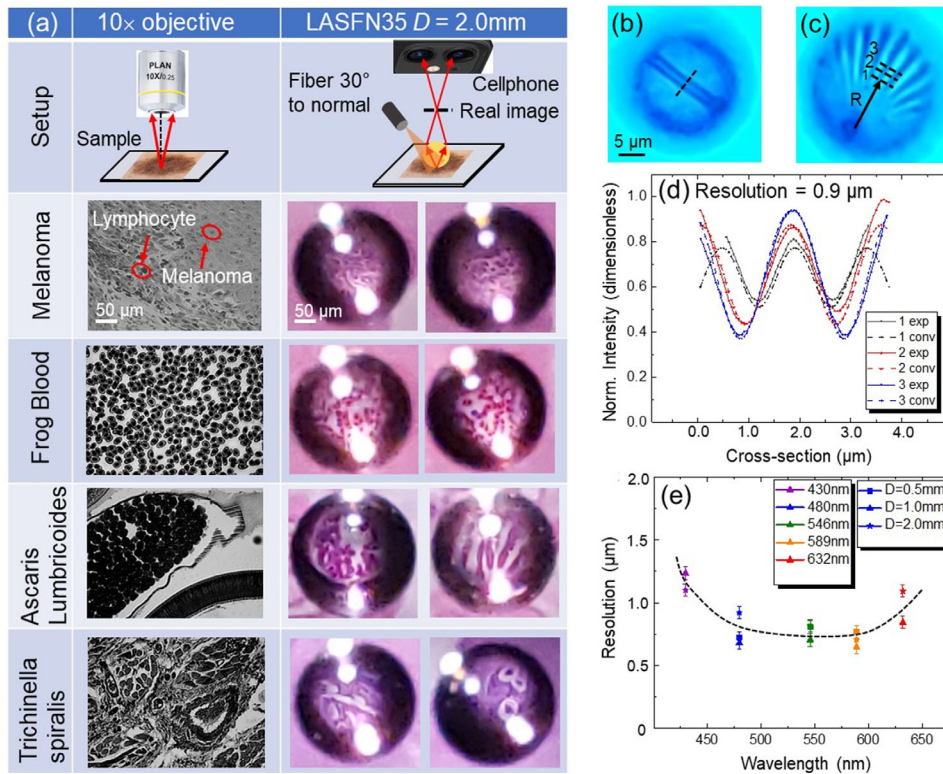 (a) 10× objective LASFN35 D = 2.0mm
Setup
PLAN
10X/0.25
Sample
Fiber 30°
to normal
Cellphone
Real image
Melanoma
Lymphocyte
Melanoma
50 µm
50 µm
Frog Blood
Ascaris
Lumbricoides
Trichinella
spiralis
(b)
5 µm
(c)
3
2
1
R
(d)
Resolution = 0.9 µm
Norm. Intensity (dimensionless)
1.0
0.8
0.6
0.4
0.2
0.0
1 exp
1 conv
2 exp
2 conv
3 exp
3 conv
0.0 1.0 2.0 3.0 4.0
Cross-section (µm)
(e)
Resolution (µm)
2.0
1.5
1.0
0.5
0.0
430nm
480nm
546nm
589nm
632nm
D=0.5mm
D=1.0mm
D=2.0mm
450 500 550 600 650
Wavelength (nm)